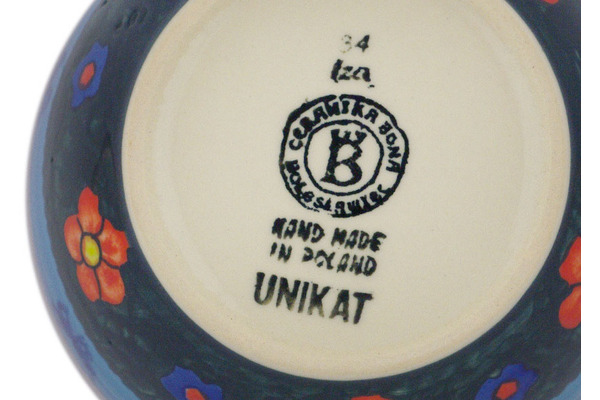 34
Iza
CERAMIKA BONA
B
BOLESŁAWIEC
HAND MADE
IN POLAND
UNIKAT